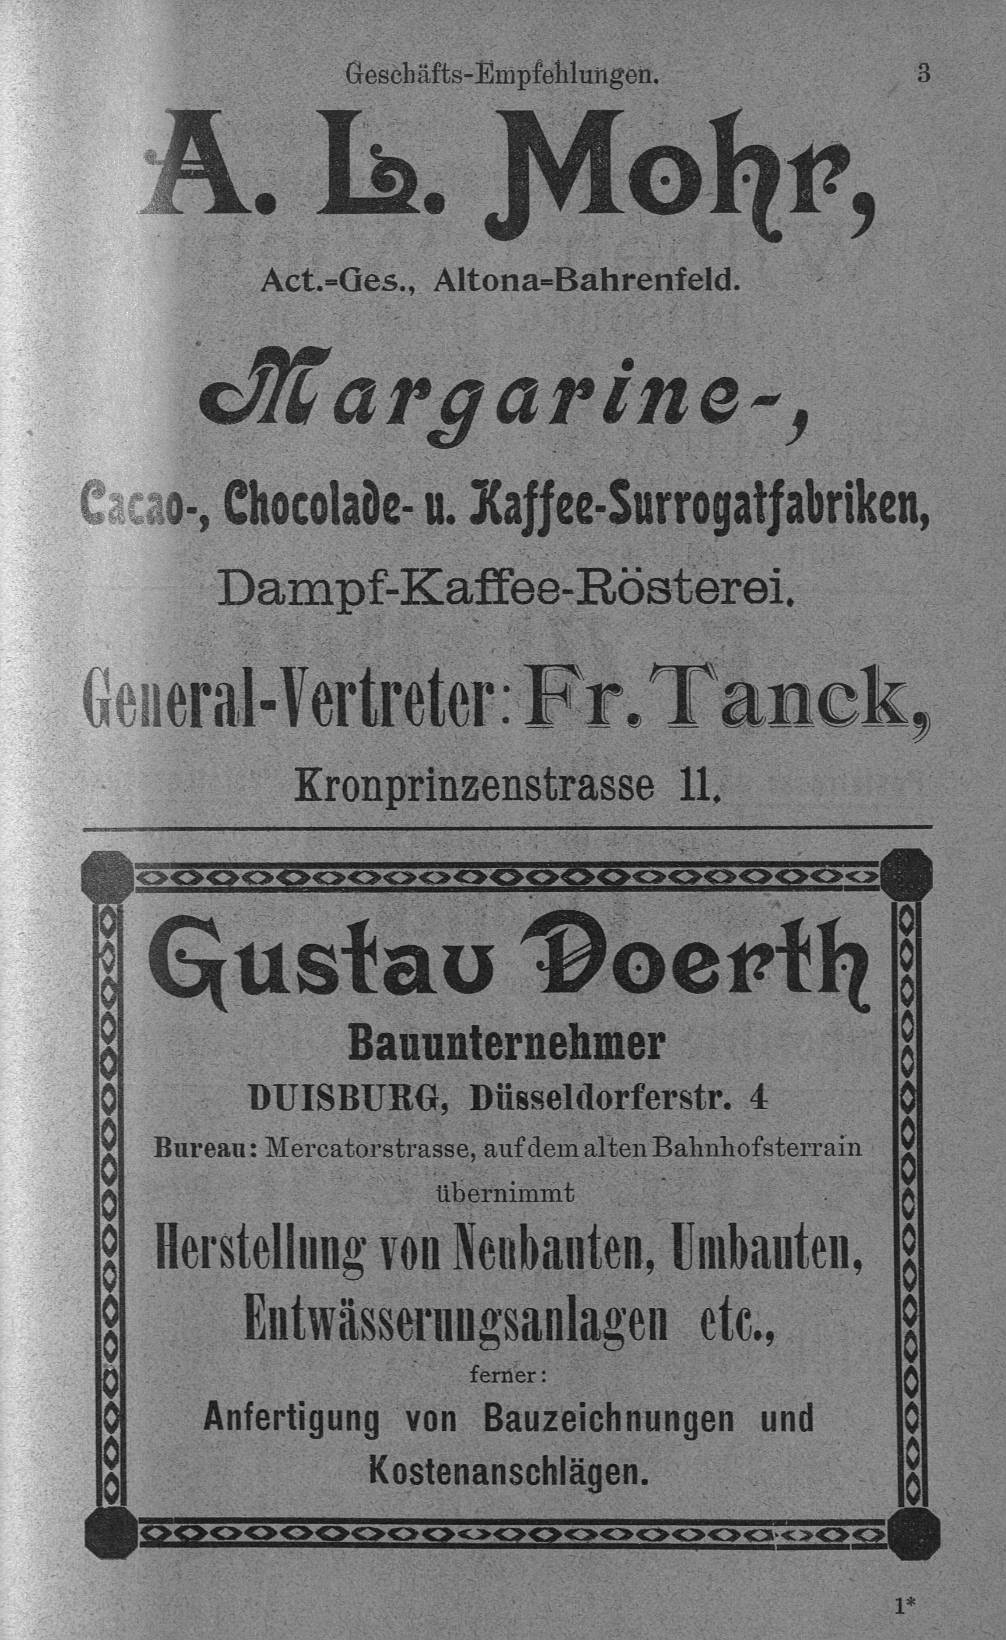 Geschäfts-Empfehlungen. 3
A. L. Mohr,
Act.-Ges., Altona-Bahrenfeld.
Margarine-,
Cacao-, Chocolade- u. Kaffee-Surrogatfabriken,
Dampf-Kaffee-Rösterei.
General-Vertreter: Fr. Tanck,
Kronprinzenstrasse 11.
Gustav Doerth
Bauunternehmer
DUISBURG, Düsseldorferstr. 4
Bureau: Mercatorstrasse, auf dem alten Bahnhofsterrain
übernimmt
Herstellung von Neubauten, Umbauten,
Entwässerungsanlagen etc.,
ferner:
Anfertigung von Bauzeichnungen und
Kostenanschlägen.
1*